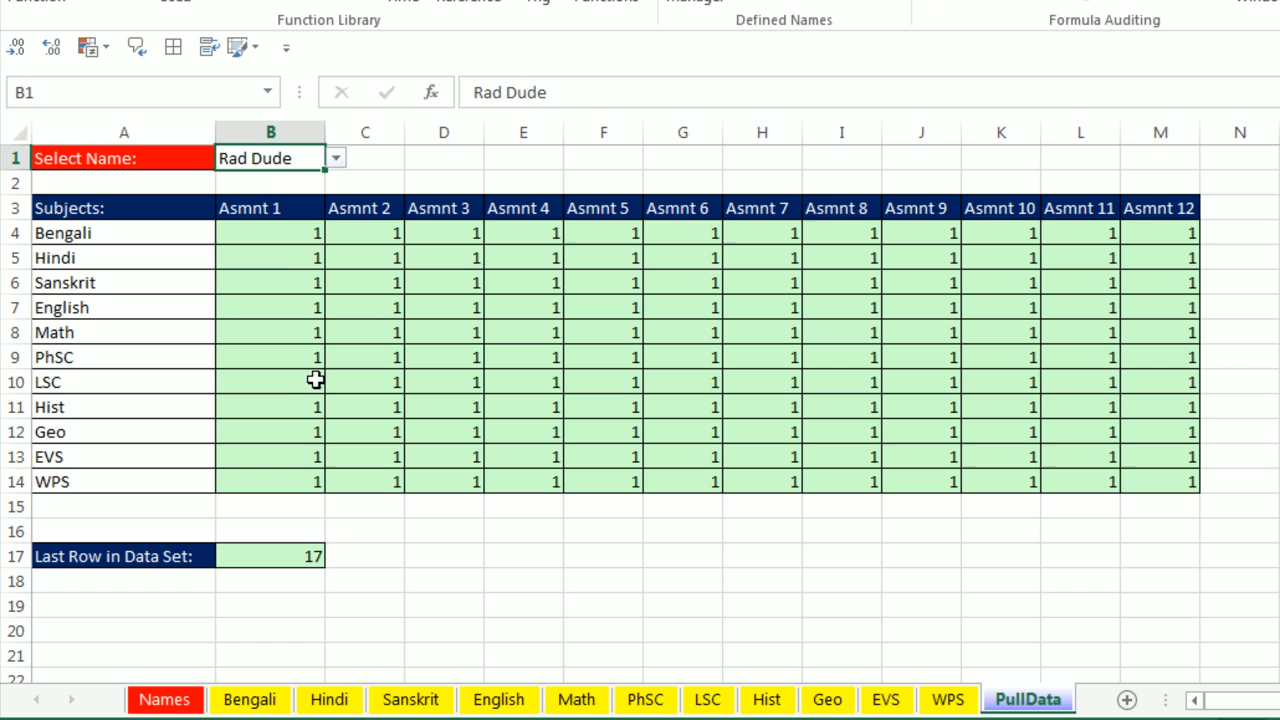 Function Library Defined Names Formula Auditing
B1 fx Rad Dude
A B C D E F G H I J K L M N
1 Select Name: Rad Dude
2
3 Subjects: Asmnt 1 Asmnt 2 Asmnt 3 Asmnt 4 Asmnt 5 Asmnt 6 Asmnt 7 Asmnt 8 Asmnt 9 Asmnt 10 Asmnt 11 Asmnt 12
4 Bengali 1 1 1 1 1 1 1 1 1 1 1 1
5 Hindi 1 1 1 1 1 1 1 1 1 1 1 1
6 Sanskrit 1 1 1 1 1 1 1 1 1 1 1 1
7 English 1 1 1 1 1 1 1 1 1 1 1 1
8 Math 1 1 1 1 1 1 1 1 1 1 1 1
9 PhSC 1 1 1 1 1 1 1 1 1 1 1 1
10 LSC 1 1 1 1 1 1 1 1 1 1 1
11 Hist 1 1 1 1 1 1 1 1 1 1 1 1
12 Geo 1 1 1 1 1 1 1 1 1 1 1 1
13 EVS 1 1 1 1 1 1 1 1 1 1 1 1
14 WPS 1 1 1 1 1 1 1 1 1 1 1 1
15
16
17 Last Row in Data Set: 17
18
19
20
21
22
Names Bengali Hindi Sanskrit English Math PhSC LSC Hist Geo EVS WPS PullData